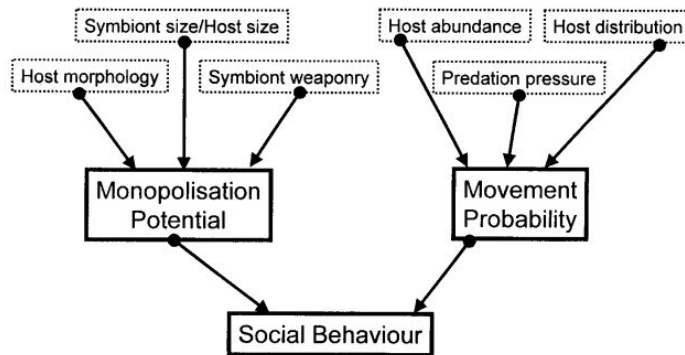 Symbiont size/Host size
Host abundance
Host distribution
Host morphology
Symbiont weaponry
Predation pressure
Monopolisation
Potential
Movement
Probability
Social Behaviour